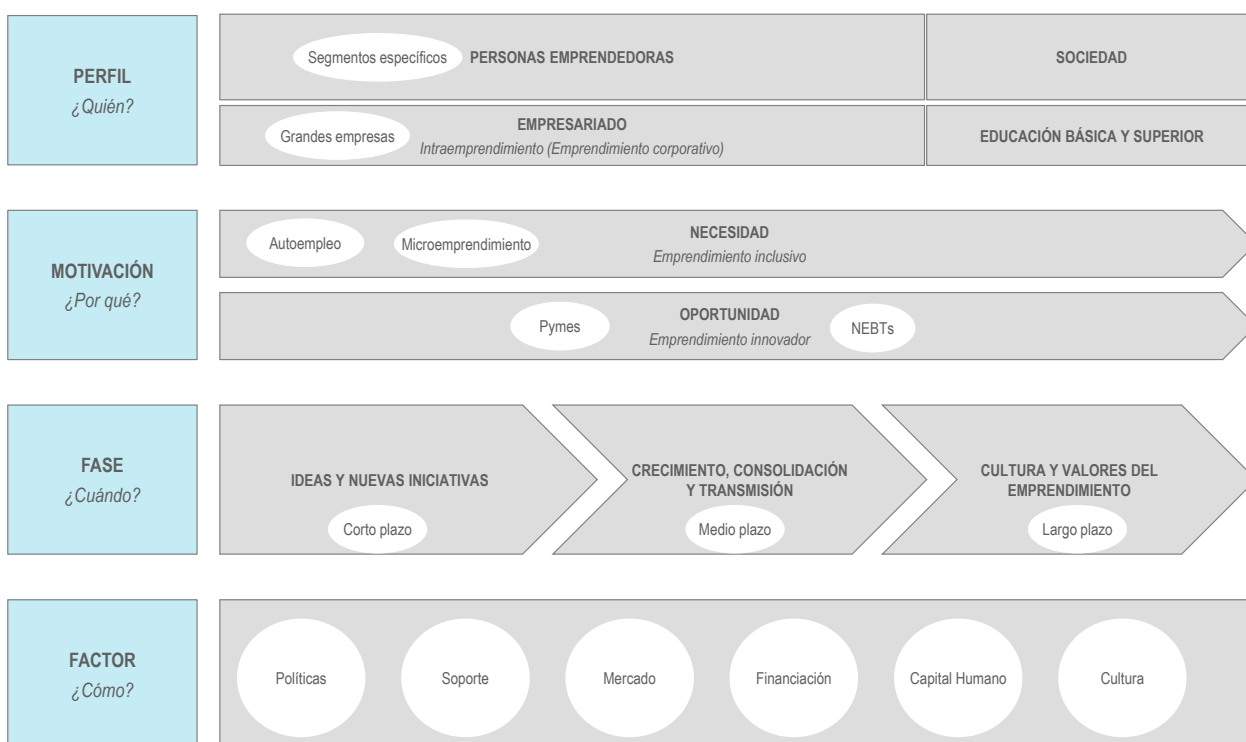 PERFIL
¿Quién?
Segmentos específicos
PERSONAS EMPRENDEDORAS
SOCIEDAD
Grandes empresas
EMPRESARIADO
Intraemprendimiento (Emprendimiento corporativo)
EDUCACIÓN BÁSICA Y SUPERIOR
MOTIVACIÓN
¿Por qué?
Autoempleo
Microemprendimiento
NECESIDAD
Emprendimiento inclusivo
Pymes
OPORTUNIDAD
Emprendimiento innovador
NEBTs
FASE
¿Cuándo?
IDEAS Y NUEVAS INICIATIVAS
Corto plazo
CRECIMIENTO, CONSOLIDACIÓN
Y TRANSMISIÓN
Medio plazo
CULTURA Y VALORES DEL
EMPRENDIMIENTO
Largo plazo
FACTOR
¿Cómo?
Políticas
Soporte
Mercado
Financiación
Capital Humano
Cultura